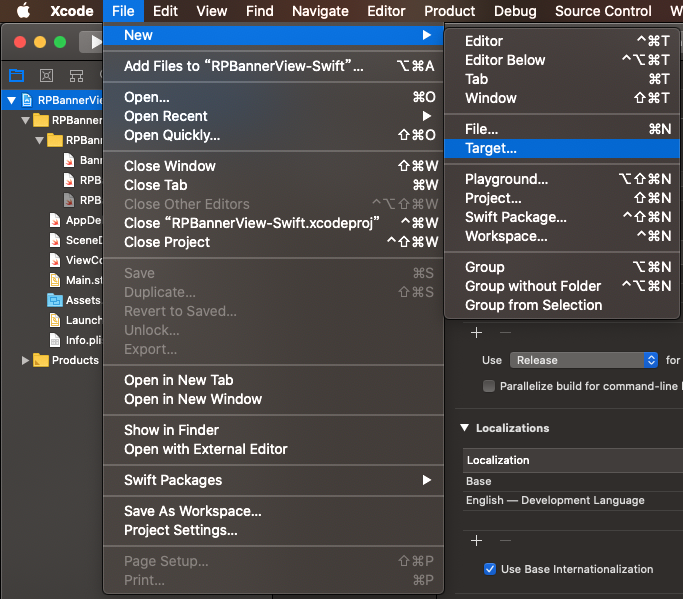 Xcode File Edit View Find Navigate Editor Product Debug Source Control W
New
Add Files to “RPBannerView-Swift”... ⌥⌘A
Open... ⌘O
Open Recent
Open Quickly... ⇧⌘O
Close Window ⇧⌘W
Close Tab ⌘W
Close Other Editors ^⌥⇧⌘W
Close “RPBannerView-Swift.xcodeproj” ^⌘W
Close Project ^⇧⌘W
Save ⌘S
Duplicate... ⇧⌘S
Revert to Saved...
Unlock...
Export...
Open in New Tab
Open in New Window
Show in Finder
Open with External Editor
Swift Packages
Save As Workspace...
Project Settings...
Page Setup... ⇧⌘P
Print... ⌘P
Editor ^⌘T
Editor Below ^⌥⌘T
Tab ⌘T
Window ⇧⌘T
File... ⌘N
Target...
Playground... ⌥⇧⌘N
Project... ⇧⌘N
Swift Package... ^⇧⌘N
Workspace... ^⌘N
Group ⌥⌘N
Group without Folder ^⌥⌘N
Group from Selection
RPBannerVie
RPBanner
RPBan
Ban
RPB
RPB
AppDe
SceneD
ViewCo
Main.st
Assets
Launch
Info.pli
Products
Use Release for
Parallelize build for command-line
Localizations
Localization
Base
English — Development Language
Use Base Internationalization